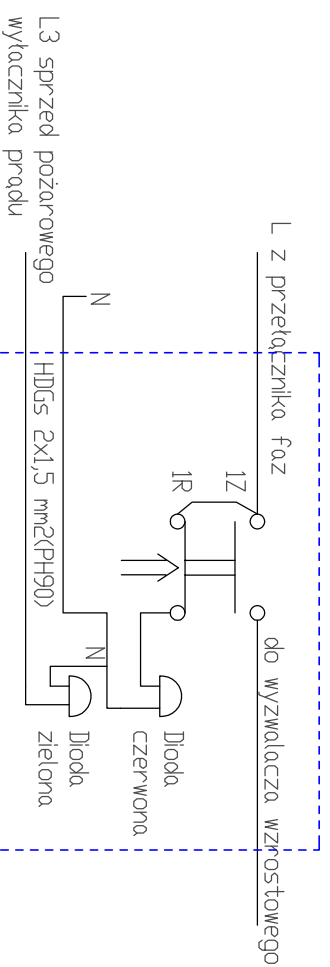 L z przełącznika faz
do wyzwalacza wzrostowego
1Z
1R
N
L3 sprzed pożarowego
wyłacznika prądu
HDGs 2x1,5 mm2(PH90)
N
Dioda
czerwona
Dioda
zielona